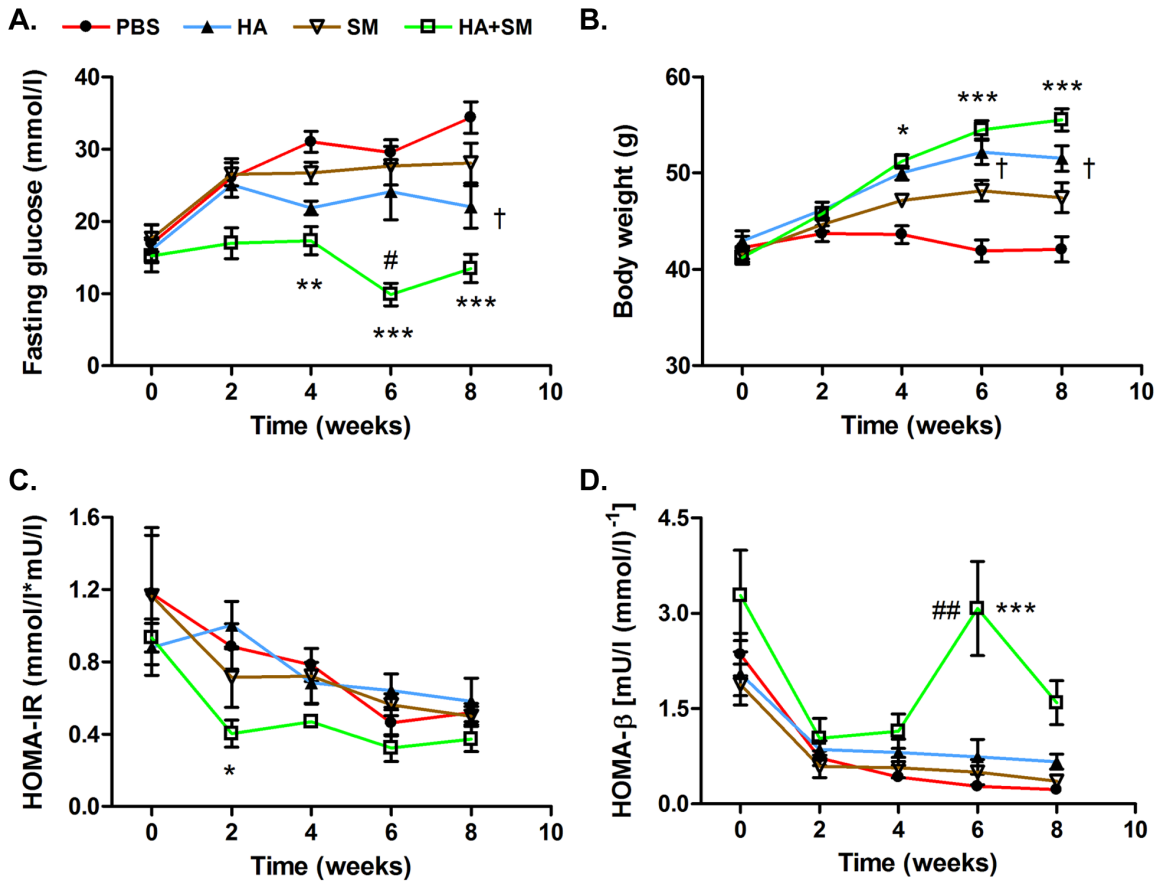 A.
PBS HA SM HA+SM
Fasting glucose (mmol/l)
40
30
20
10
0
†
#
**
***
***
0 2 4 6 8 10
Time (weeks)
B.
Body weight (g)
60
50
40
30
*
***
***
†
†
0 2 4 6 8 10
Time (weeks)
C.
HOMA-IR (mmol/l*mU/l)
1.6
1.2
0.8
0.4
0.0
*
0 2 4 6 8 10
Time (weeks)
D.
HOMA-β [mU/l (mmol/l)⁻¹]
4.5
3.0
1.5
0.0
## ***
0 2 4 6 8 10
Time (weeks)